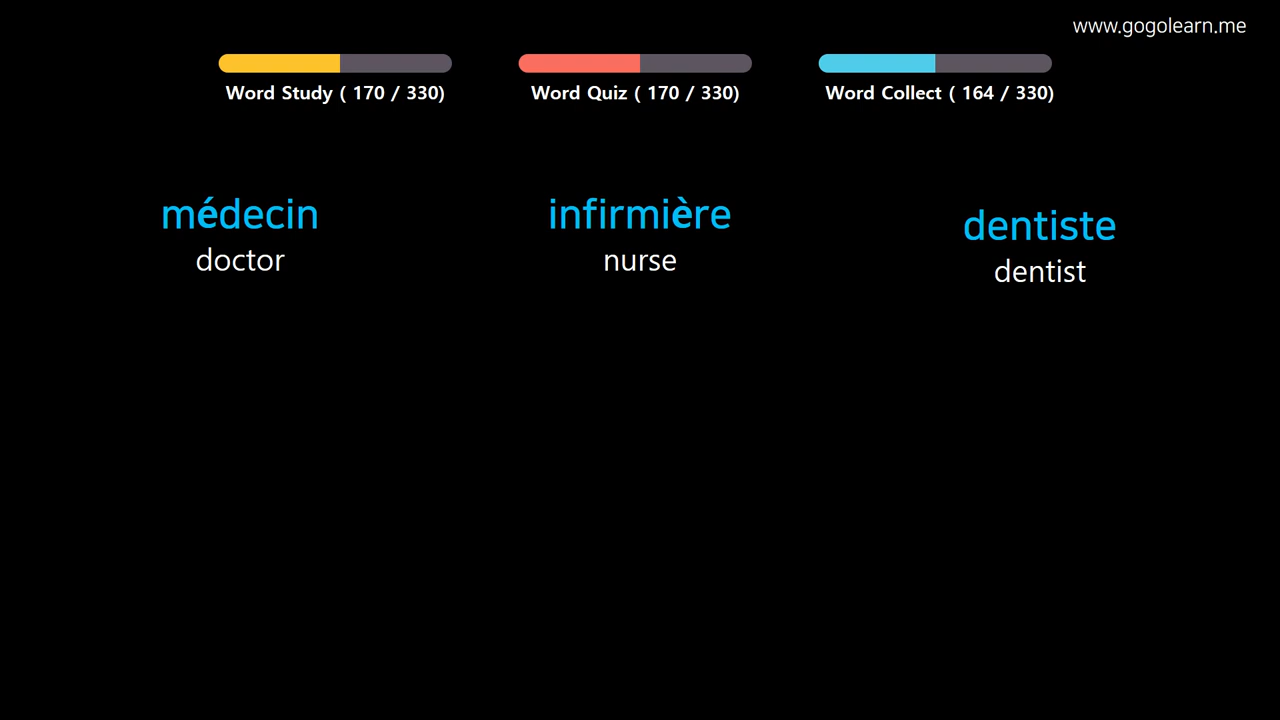 www.gogolearn.me
Word Study ( 170 / 330)
Word Quiz ( 170 / 330)
Word Collect ( 164 / 330)
médecin
doctor
infirmière
nurse
dentiste
dentist